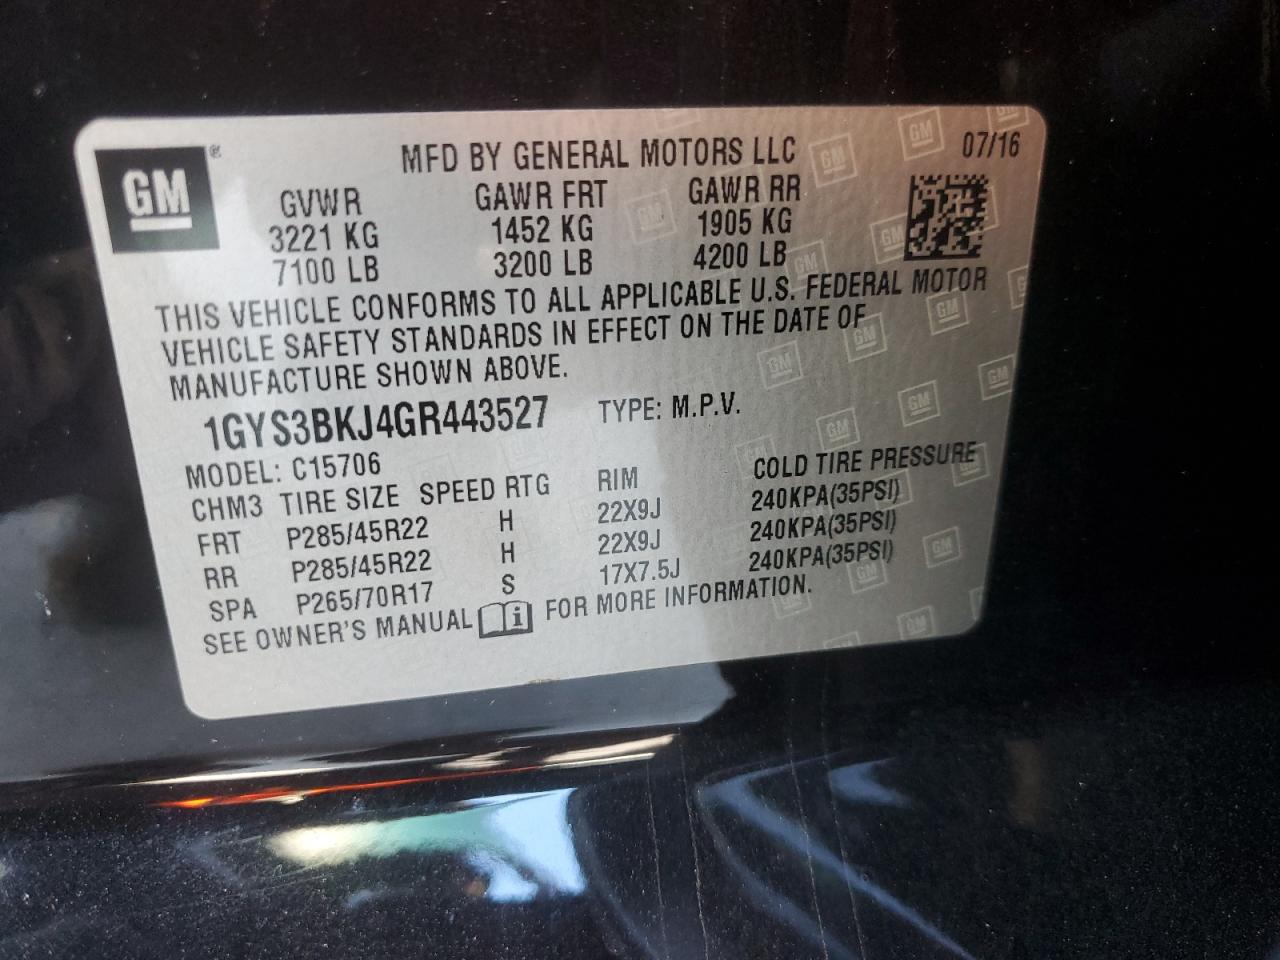 GM®
MFD BY GENERAL MOTORS LLC 07/16
GVWR GAWR FRT GAWR RR
3221 KG 1452 KG 1905 KG
7100 LB 3200 LB 4200 LB
THIS VEHICLE CONFORMS TO ALL APPLICABLE U.S. FEDERAL MOTOR
VEHICLE SAFETY STANDARDS IN EFFECT ON THE DATE OF
MANUFACTURE SHOWN ABOVE.
1GYS3BKJ4GR443527 TYPE: M.P.V.
MODEL: C15706
CHM3 TIRE SIZE SPEED RTG RIM COLD TIRE PRESSURE
FRT P285/45R22 H 22X9J 240KPA(35PSI)
RR P285/45R22 H 22X9J 240KPA(35PSI)
SPA P265/70R17 S 17X7.5J 240KPA(35PSI)
SEE OWNER'S MANUAL i FOR MORE INFORMATION.